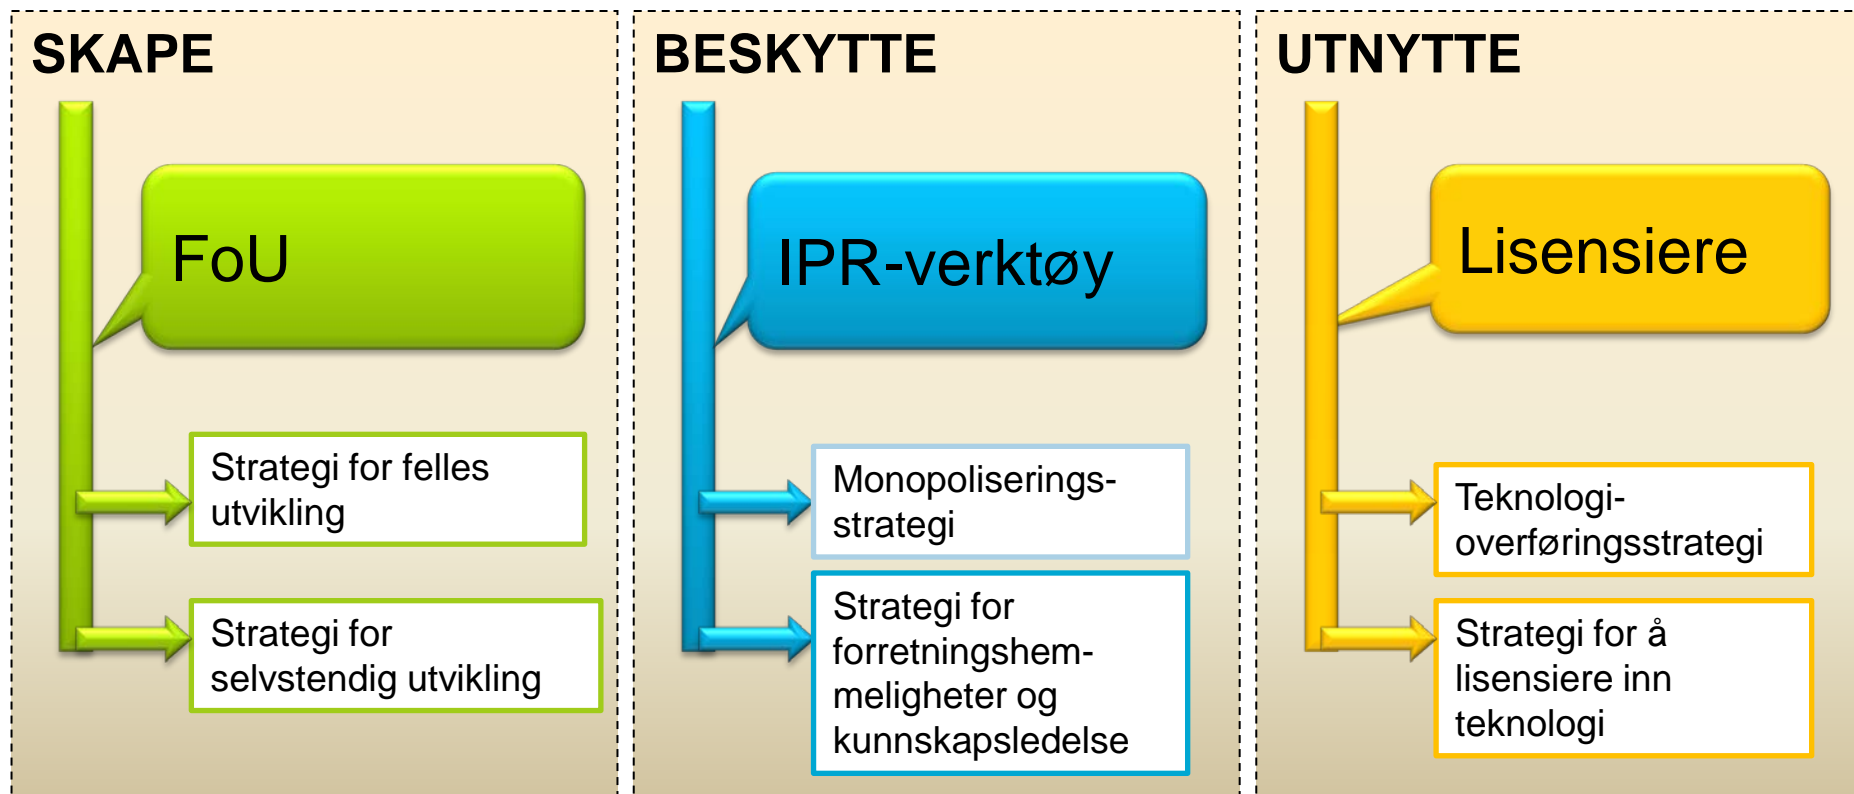 SKAPE
FoU
Strategi for felles
utvikling
Strategi for
selvstendig utvikling
BESKYTTE
IPR-verktøy
Monopoliserings-
strategi
Strategi for
forretningshem-
meligheter og
kunnskapsledelse
UTNYTTE
Lisensiere
Teknologi-
overføringsstrategi
Strategi for å
lisensiere inn
teknologi